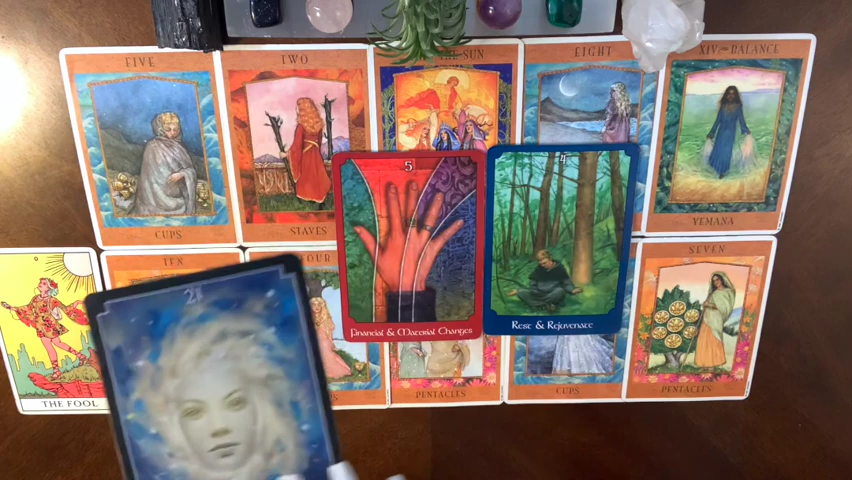 FIVE
TWO
THE SUN
EIGHT
XIV BALANCE
CUPS
STAVES
YEMANA
5
Financial & Material Changes
4
Rest & Rejuvenate
TEN
FOUR
SEVEN
THE FOOL
PENTACLES
CUPS
PENTACLES